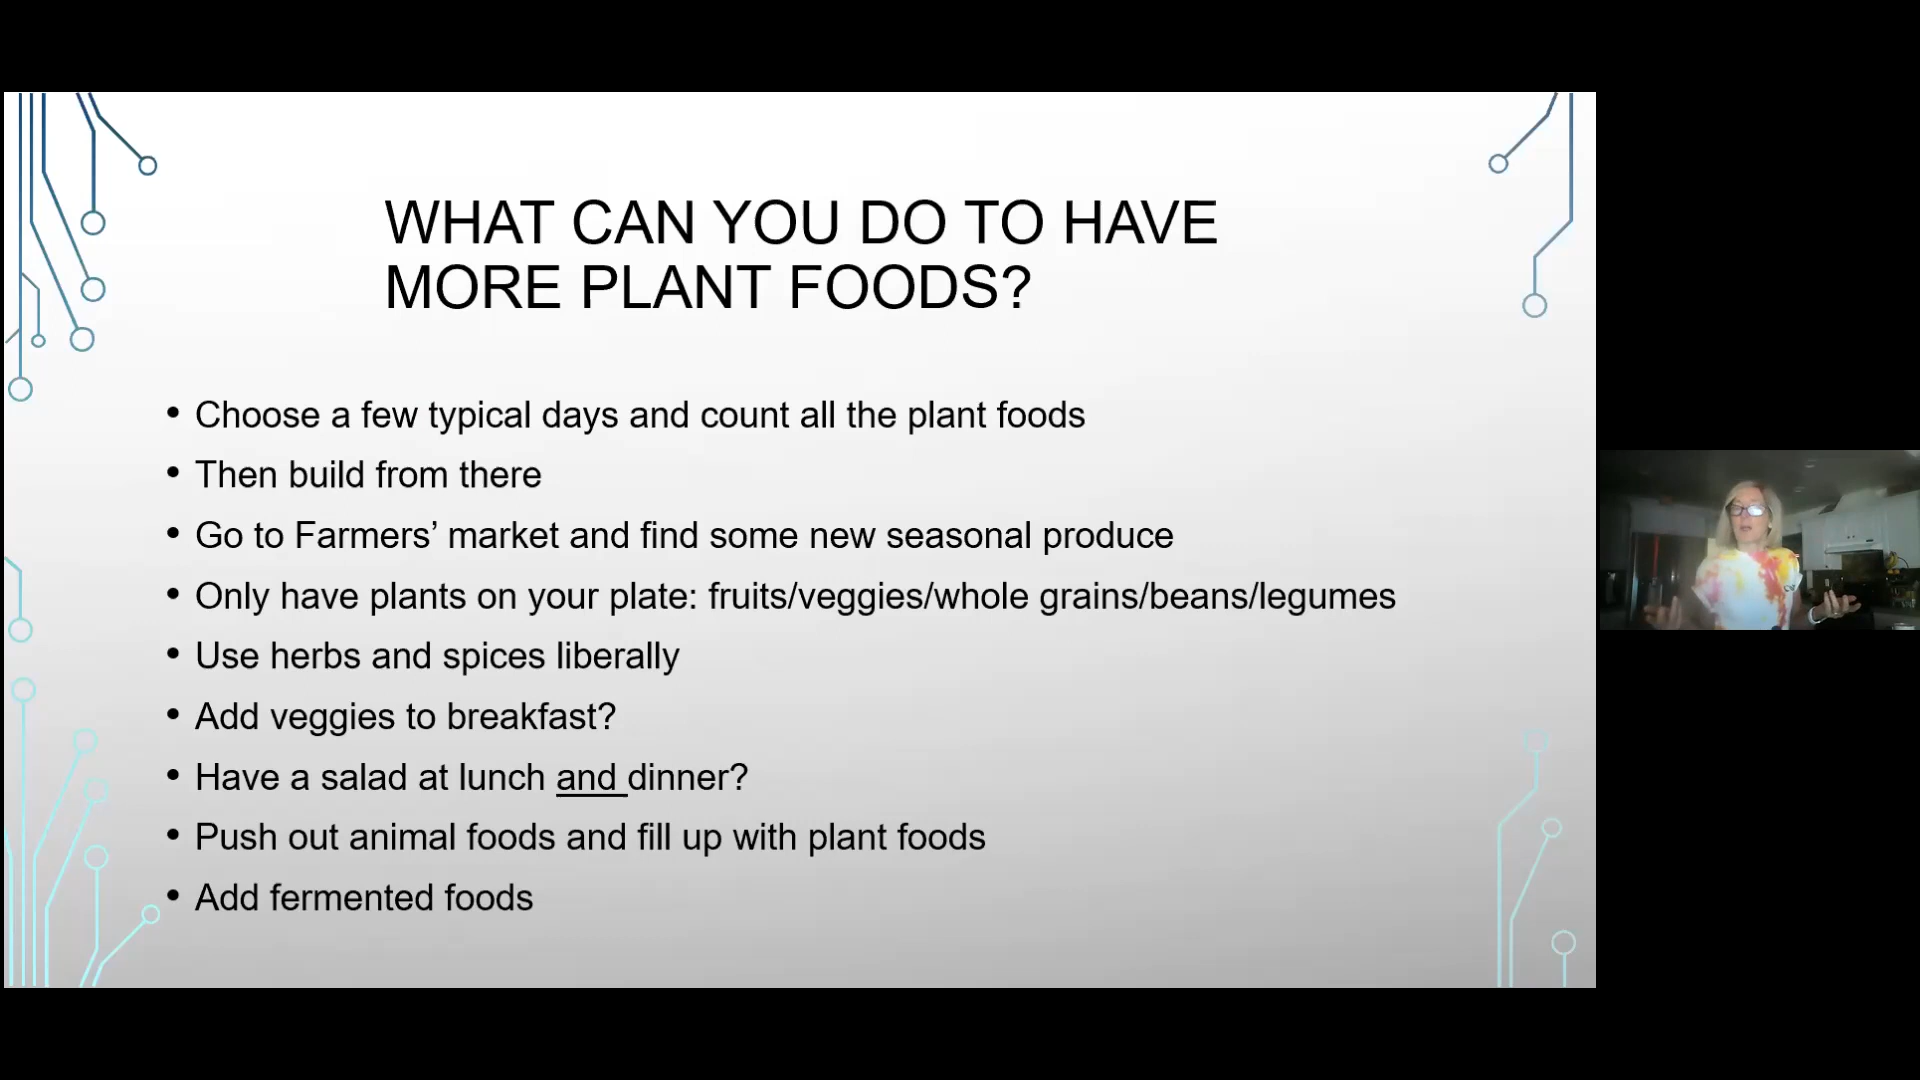 WHAT CAN YOU DO TO HAVE
MORE PLANT FOODS?
• Choose a few typical days and count all the plant foods
• Then build from there
• Go to Farmers’ market and find some new seasonal produce
• Only have plants on your plate: fruits/veggies/whole grains/beans/legumes
• Use herbs and spices liberally
• Add veggies to breakfast?
• Have a salad at lunch and dinner?
• Push out animal foods and fill up with plant foods
• Add fermented foods